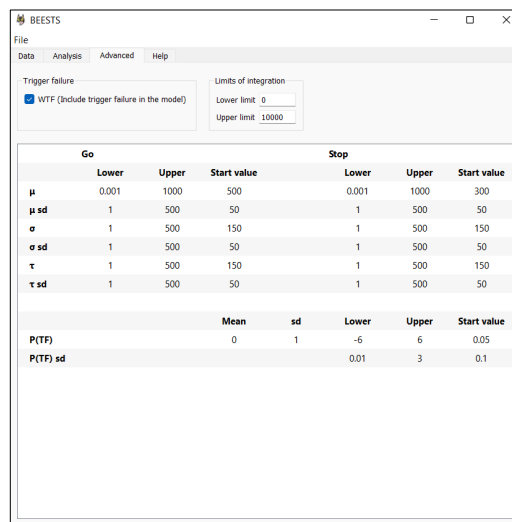 BEESTS
File
Data Analysis Advanced Help
Trigger failure Limits of integration
WTF (Include trigger failure in the model) Lower limit 0
Upper limit 10000
Go Stop
Lower Upper Start value Lower Upper Start value
μ 0.001 1000 500 0.001 1000 300
μ sd 1 500 50 1 500 50
σ 1 500 150 1 500 150
σ sd 1 500 50 1 500 50
τ 1 500 150 1 500 150
τ sd 1 500 50 1 500 50
Mean sd Lower Upper Start value
P(TF) 0 1 -6 6 0.05
P(TF) sd 0.01 3 0.1